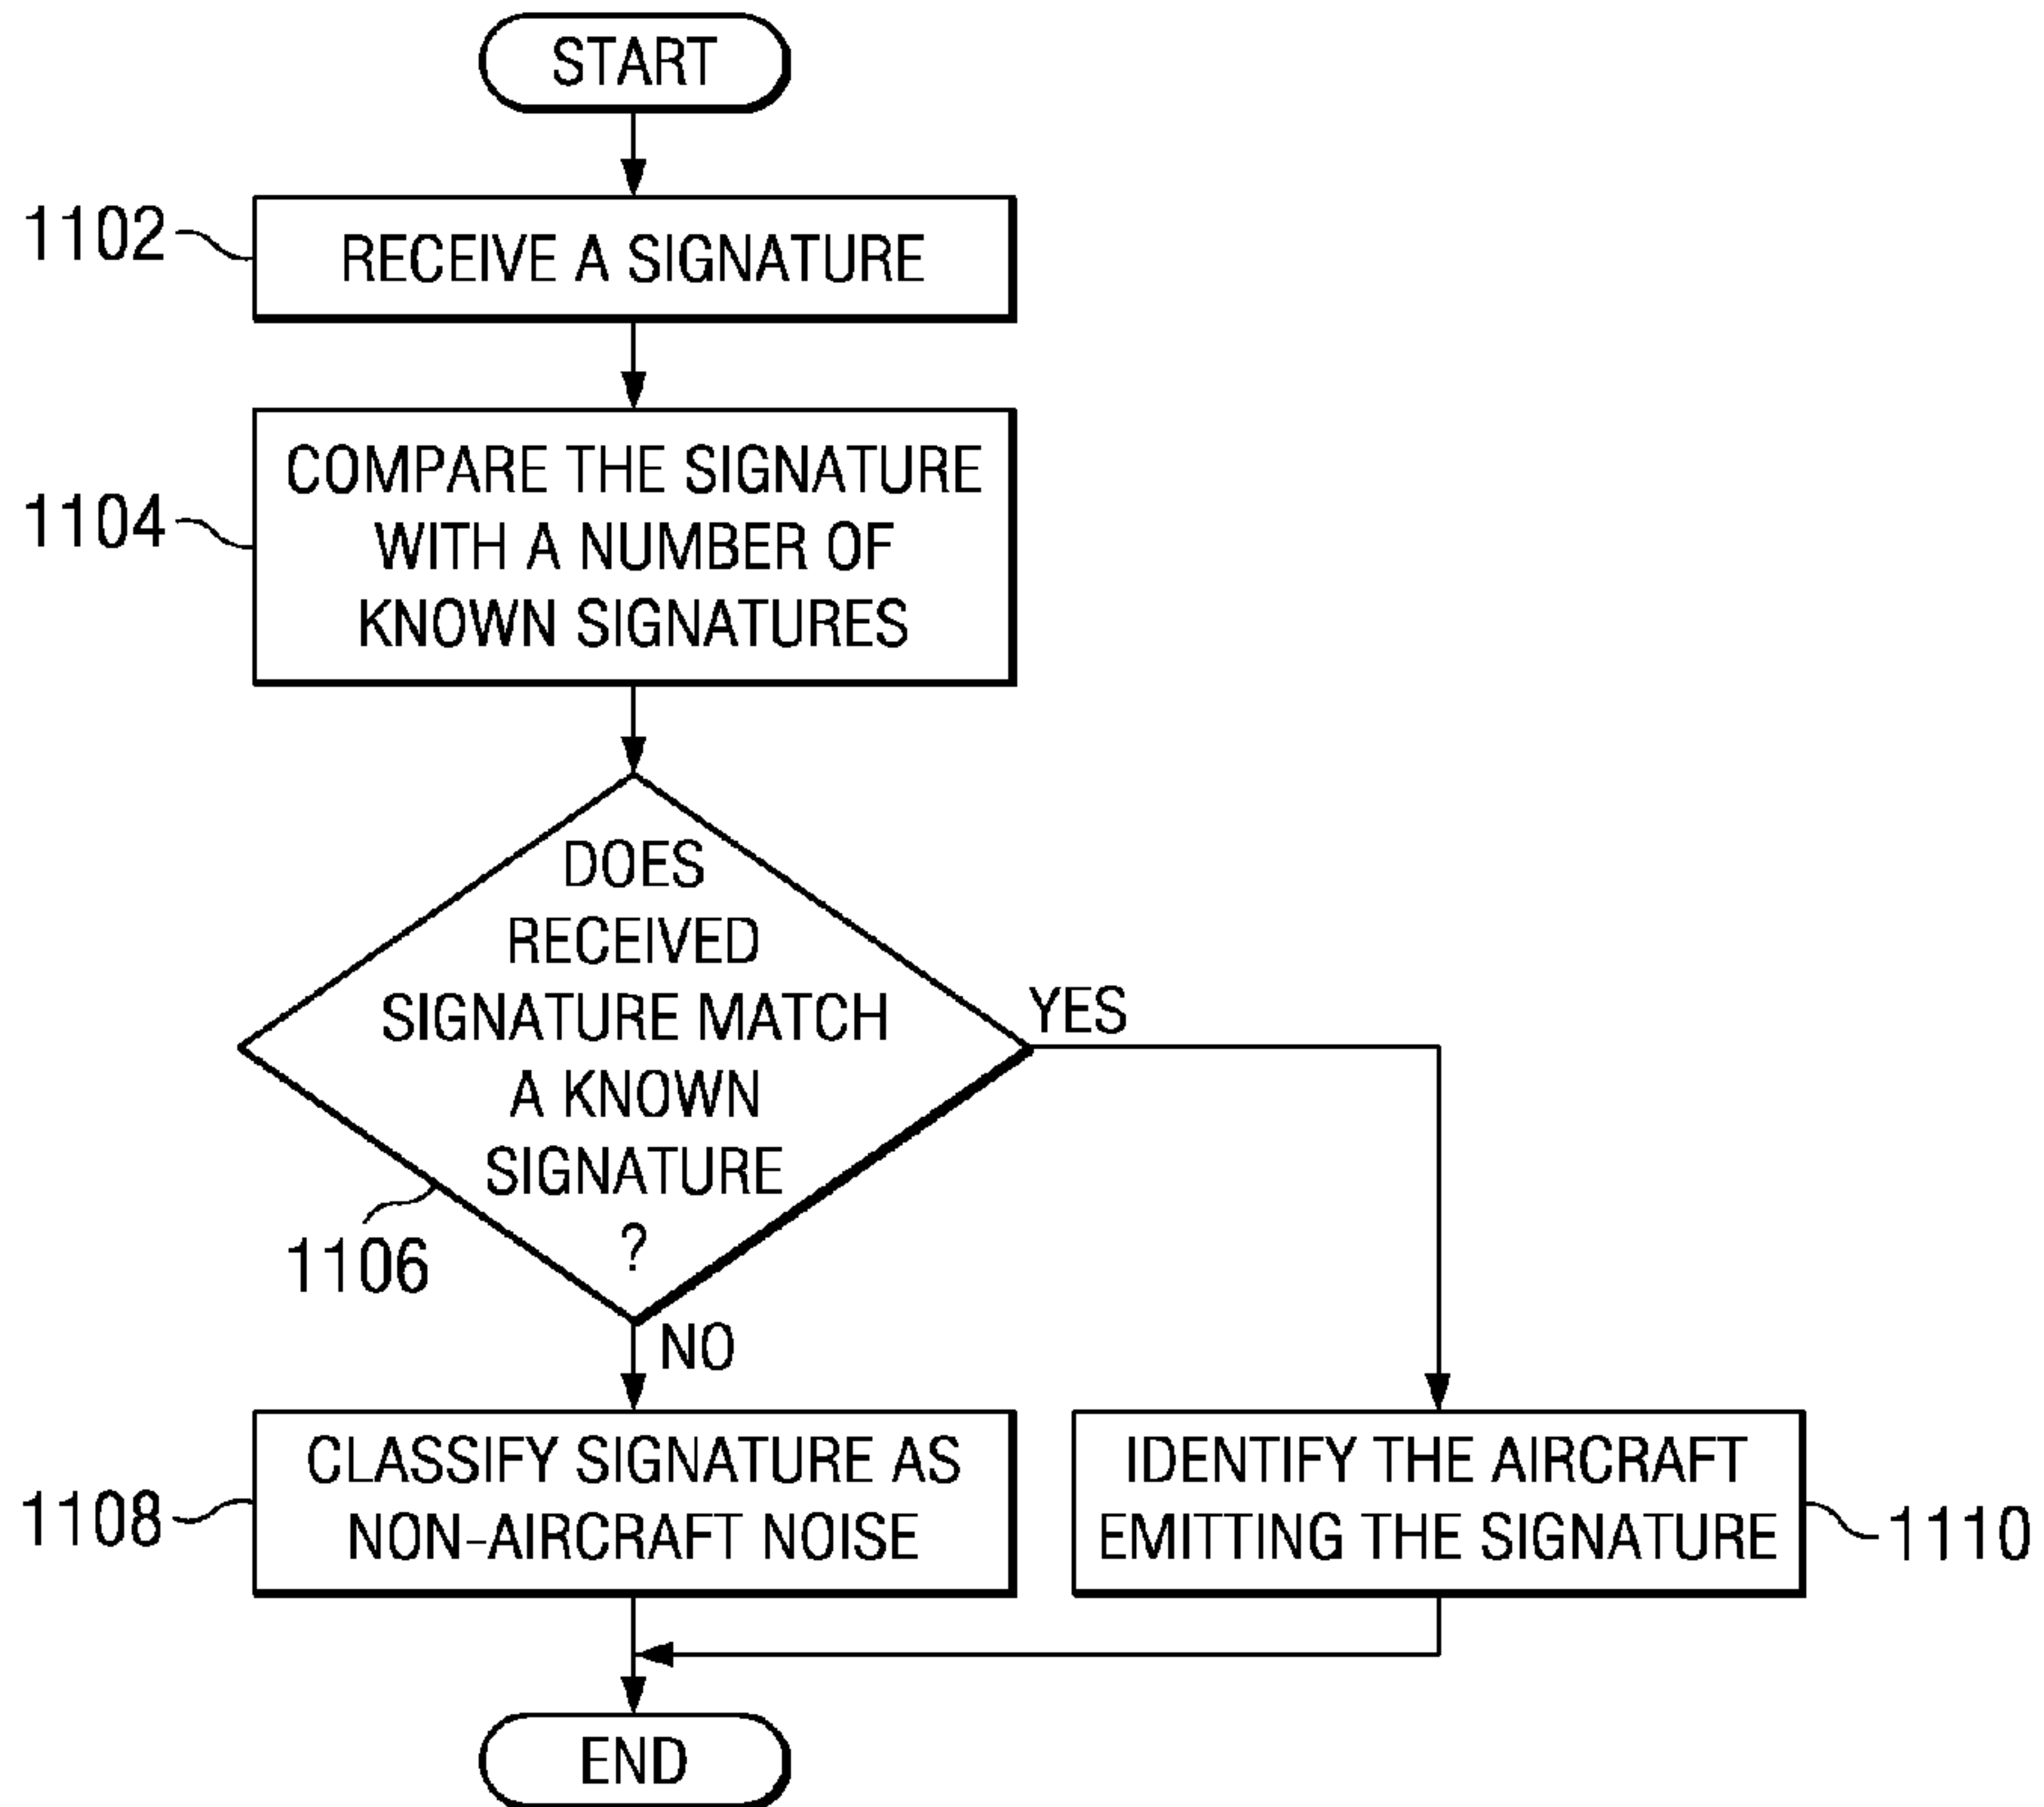 START
1102
RECEIVE A SIGNATURE
1104
COMPARE THE SIGNATURE
WITH A NUMBER OF
KNOWN SIGNATURES
DOES
RECEIVED
SIGNATURE MATCH
A KNOWN
SIGNATURE
?
1106
YES
NO
1108
CLASSIFY SIGNATURE AS
NON-AIRCRAFT NOISE
IDENTIFY THE AIRCRAFT
EMITTING THE SIGNATURE
1110
END